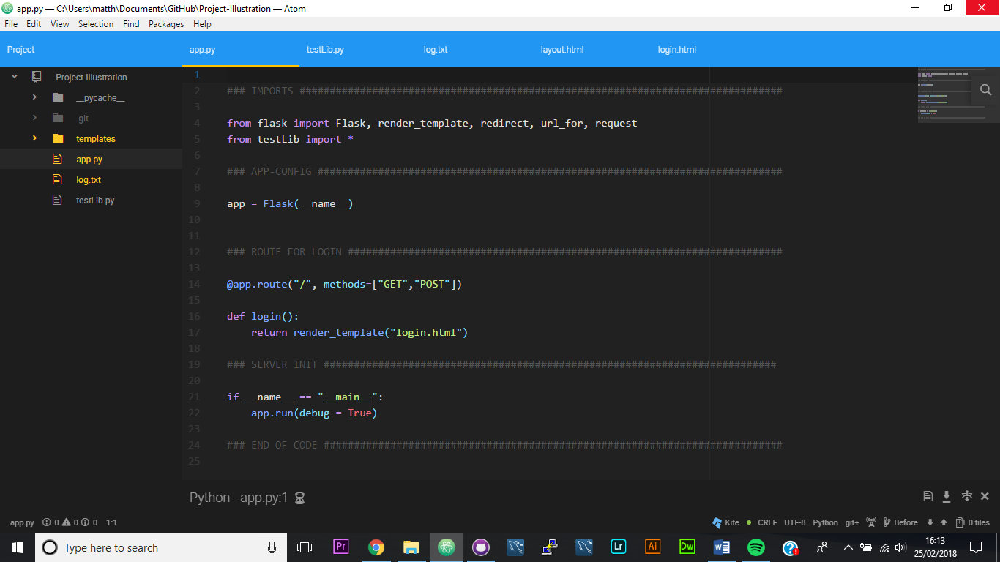 app.py — C:\Users\matth\Documents\GitHub\Project-Illustration — Atom
File Edit View Selection Find Packages Help
Project app.py testLib.py log.txt layout.html login.html
Project-Illustration
__pycache__
.git
templates
app.py
log.txt
testLib.py
1
2 ### IMPORTS ################################################################################
3
4 from flask import Flask, render_template, redirect, url_for, request
5 from testLib import *
6
7 ### APP-CONFIG #############################################################################
8
9 app = Flask(__name__)
10
11
12 ### ROUTE FOR LOGIN ########################################################################
13
14 @app.route("/", methods=["GET","POST"])
15
16 def login():
17     return render_template("login.html")
18
19 ### SERVER INIT ###########################################################################
20
21 if __name__ == "__main__":
22     app.run(debug = True)
23
24 ### END OF CODE ############################################################################
25
Python - app.py:1
app.py 0 0 0 1:1 Kite CRLF UTF-8 Python git+ Before 0 files
Type here to search Pr Lr Ai Dw 16:13
25/02/2018